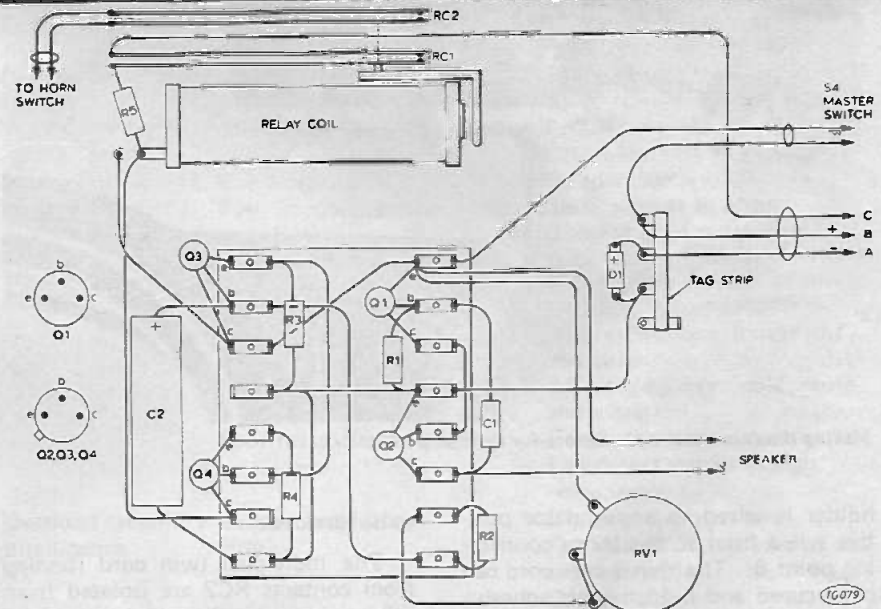 RC2
RC1
TO HORN
SWITCH
R5
RELAY COIL
S4
MASTER
SWITCH
C
+ B
- A
+
D1
TAG STRIP
Q3
e
b
c
R3
e
Q1
b
c
R1
b
e c
Q1
+
C2
e
Q2
b
c
C1
b
e c
Q2,Q3,Q4
e
Q4
b
c
R4
SPEAKER
R2
RV1
TG079